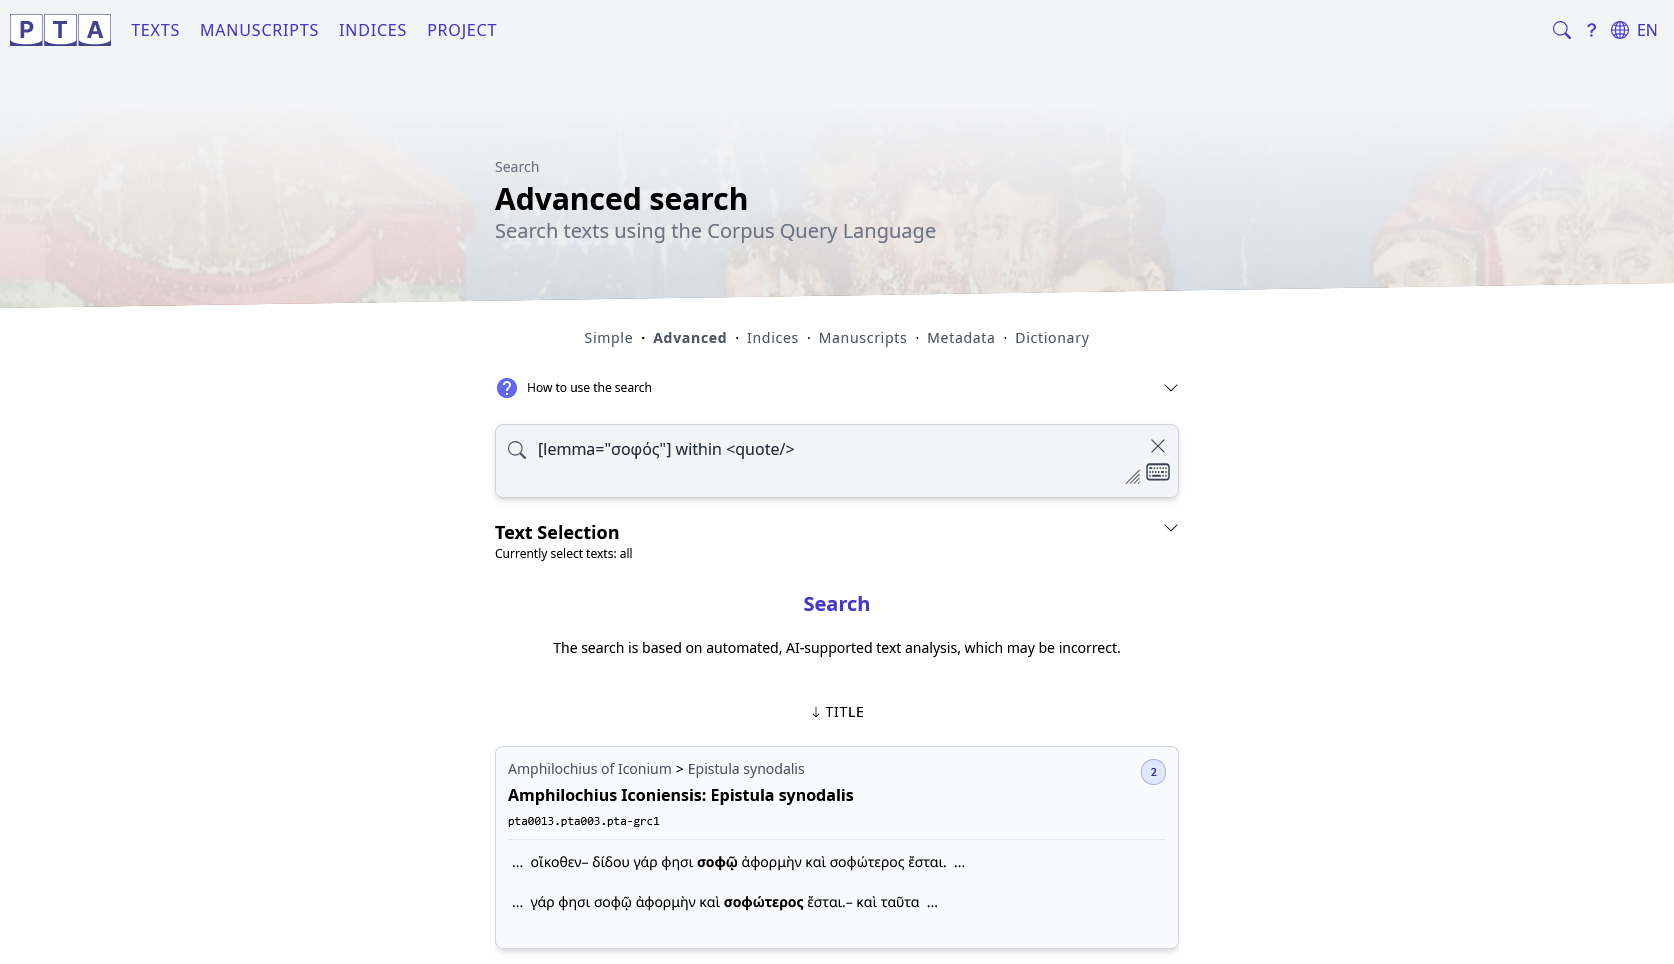 PTA TEXTS MANUSCRIPTS INDICES PROJECT ? EN
Search
Advanced search
Search texts using the Corpus Query Language
Simple · Advanced · Indices · Manuscripts · Metadata · Dictionary
? How to use the search
[lemma="σοφός"] within <quote/>
Text Selection
Currently select texts: all
Search
The search is based on automated, AI-supported text analysis, which may be incorrect.
↓ TITLE
Amphilochius of Iconium > Epistula synodalis 2
Amphilochius Iconiensis: Epistula synodalis
pta0013.pta003.pta-grc1
... οἴκοθεν– δίδου γάρ φησι σοφῷ ἀφορμὴν καὶ σοφώτερος ἔσται. ...
... γάρ φησι σοφῷ ἀφορμὴν καὶ σοφώτερος ἔσται.– καὶ ταῦτα ...